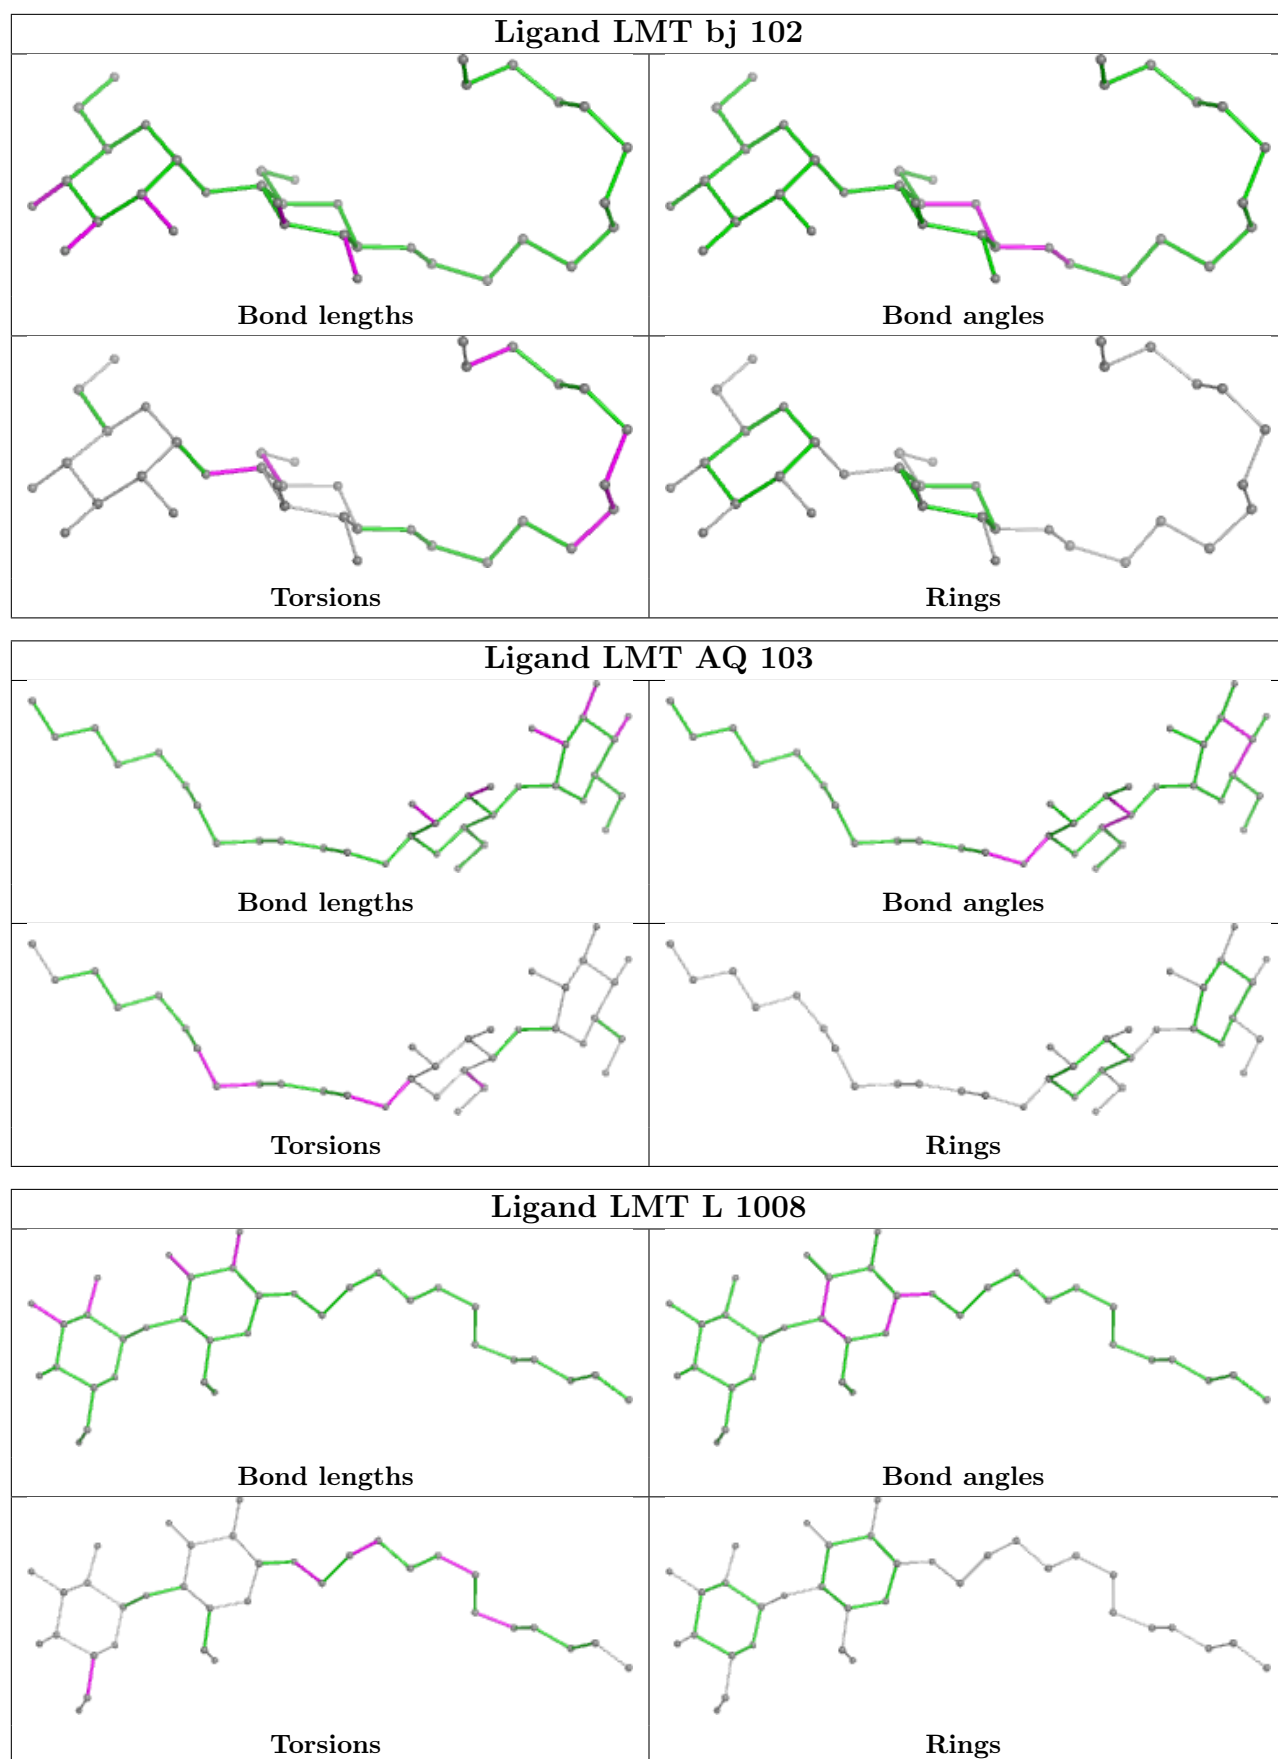 Ligand LMT bj 102
Bond lengths
Bond angles
Torsions
Rings
Ligand LMT AQ 103
Bond lengths
Bond angles
Torsions
Rings
Ligand LMT L 1008
Bond lengths
Bond angles
Torsions
Rings